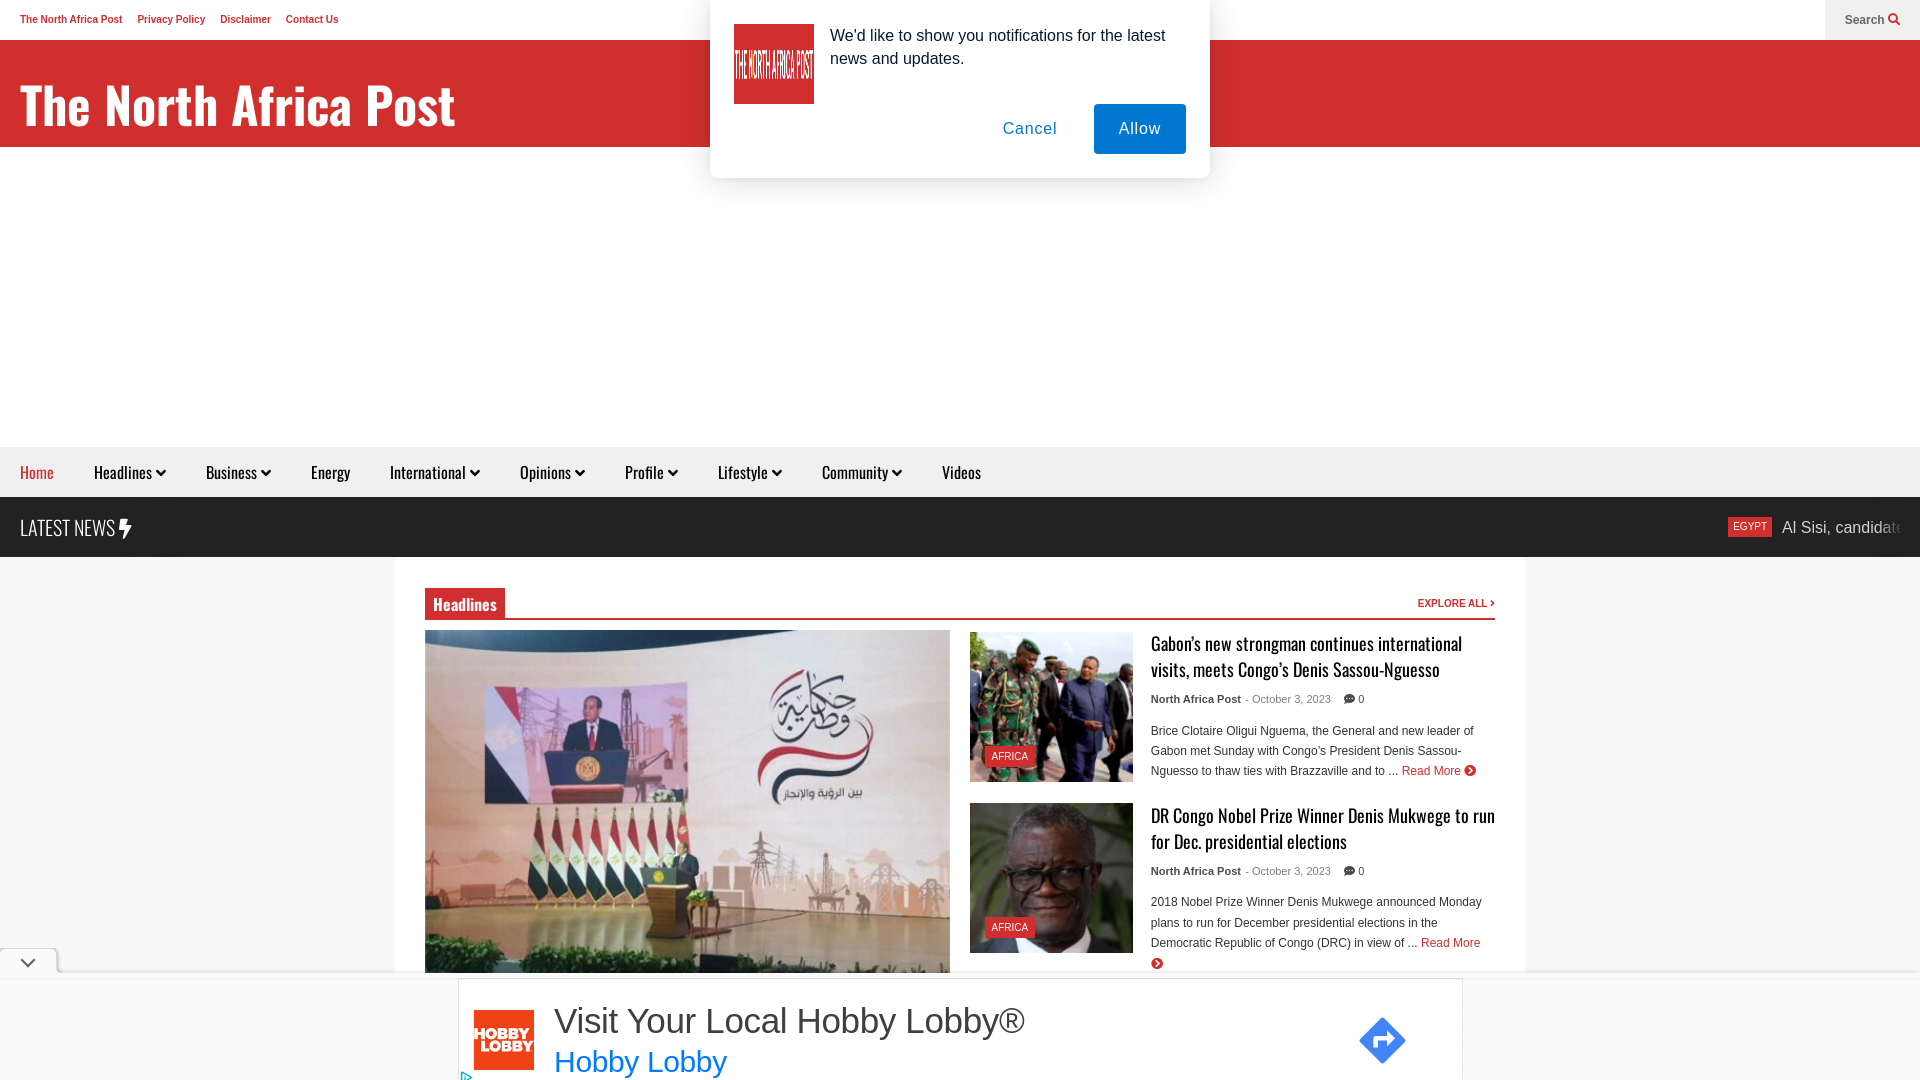 The North Africa Post Privacy Policy Disclaimer Contact Us
Search
THE NORTH AFRICA POST
We'd like to show you notifications for the latest
news and updates.
Cancel Allow
The North Africa Post
Home Headlines Business Energy International Opinions Profile Lifestyle Community Videos
LATEST NEWS
EGYPT Al Sisi, candidate
Headlines
EXPLORE ALL
حكاية
وطن
بين الرؤية والإنجاز
AFRICA
Gabon’s new strongman continues international
visits, meets Congo’s Denis Sassou-Nguesso
North Africa Post - October 3, 2023 0
Brice Clotaire Oligui Nguema, the General and new leader of
Gabon met Sunday with Congo’s President Denis Sassou-
Nguesso to thaw ties with Brazzaville and to ... Read More
AFRICA
DR Congo Nobel Prize Winner Denis Mukwege to run
for Dec. presidential elections
North Africa Post - October 3, 2023 0
2018 Nobel Prize Winner Denis Mukwege announced Monday
plans to run for December presidential elections in the
Democratic Republic of Congo (DRC) in view of ... Read More
HOBBY
LOBBY
Visit Your Local Hobby Lobby®
Hobby Lobby